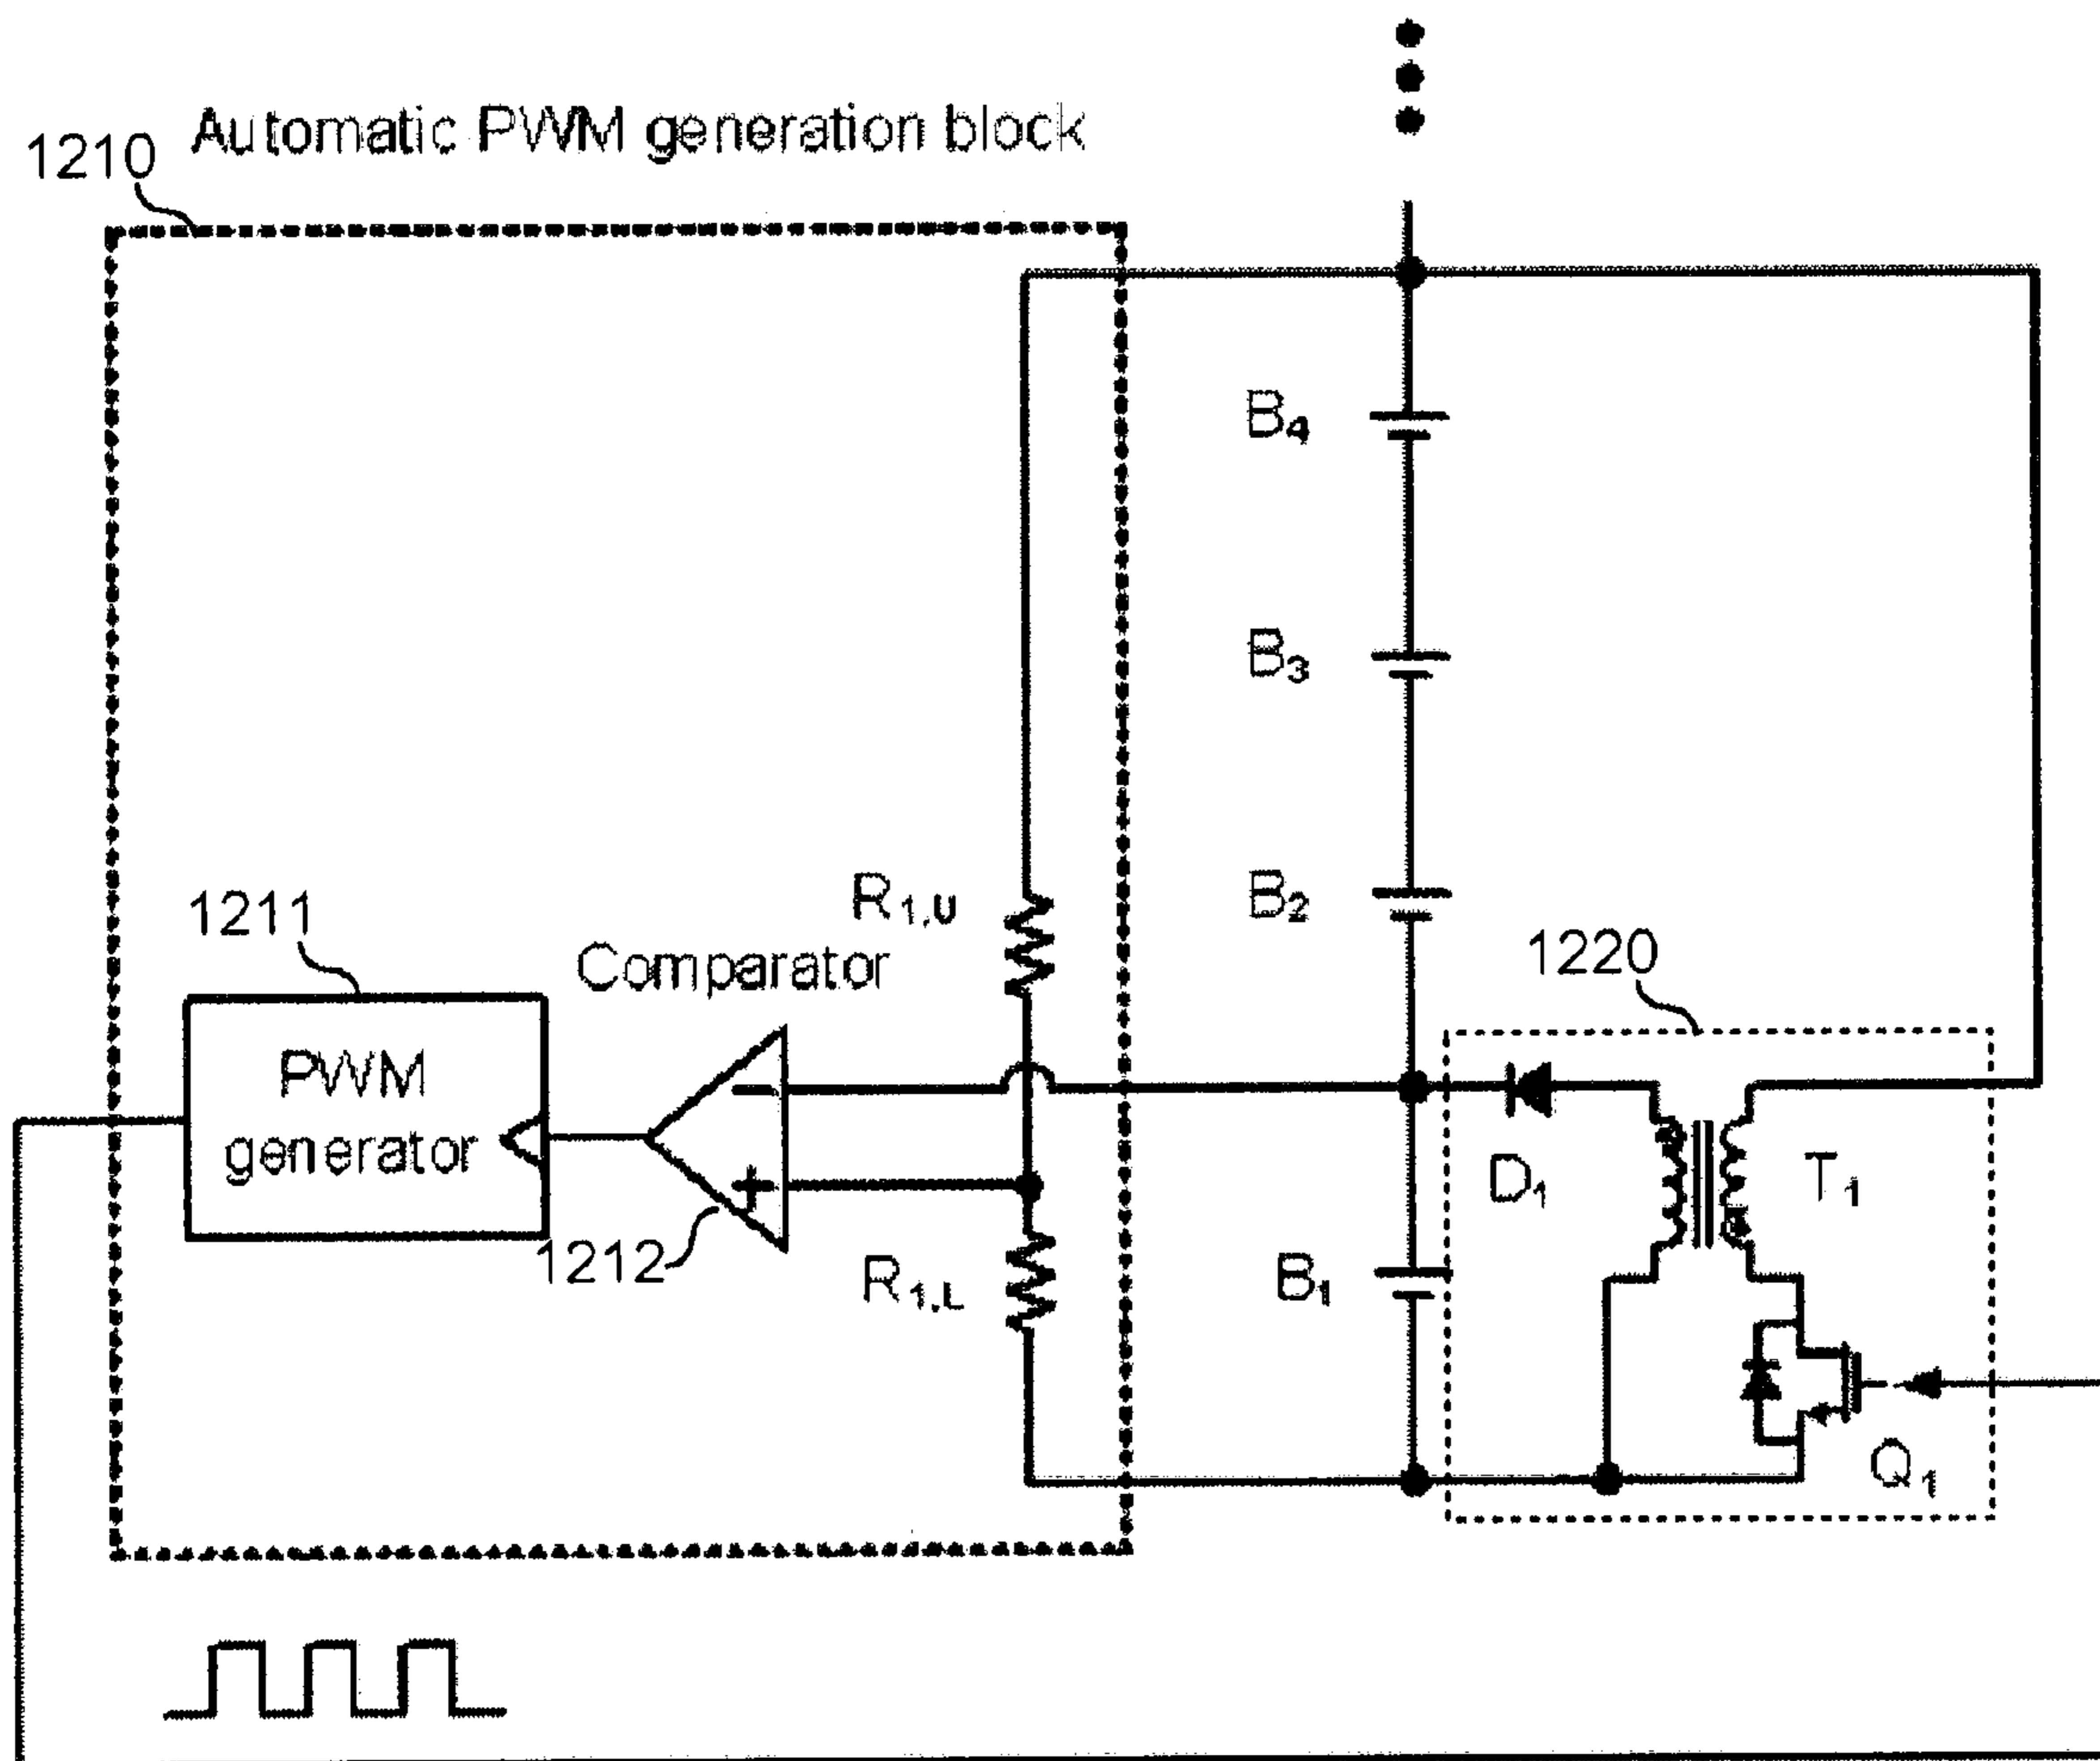 Automatic PWM generation block
1210
B₄
B₃
R₁,U
B₂
1211
Comparator
1220
PWM
generator
−
+
D₁
T₁
1212
R₁,L
B₁
Q₁